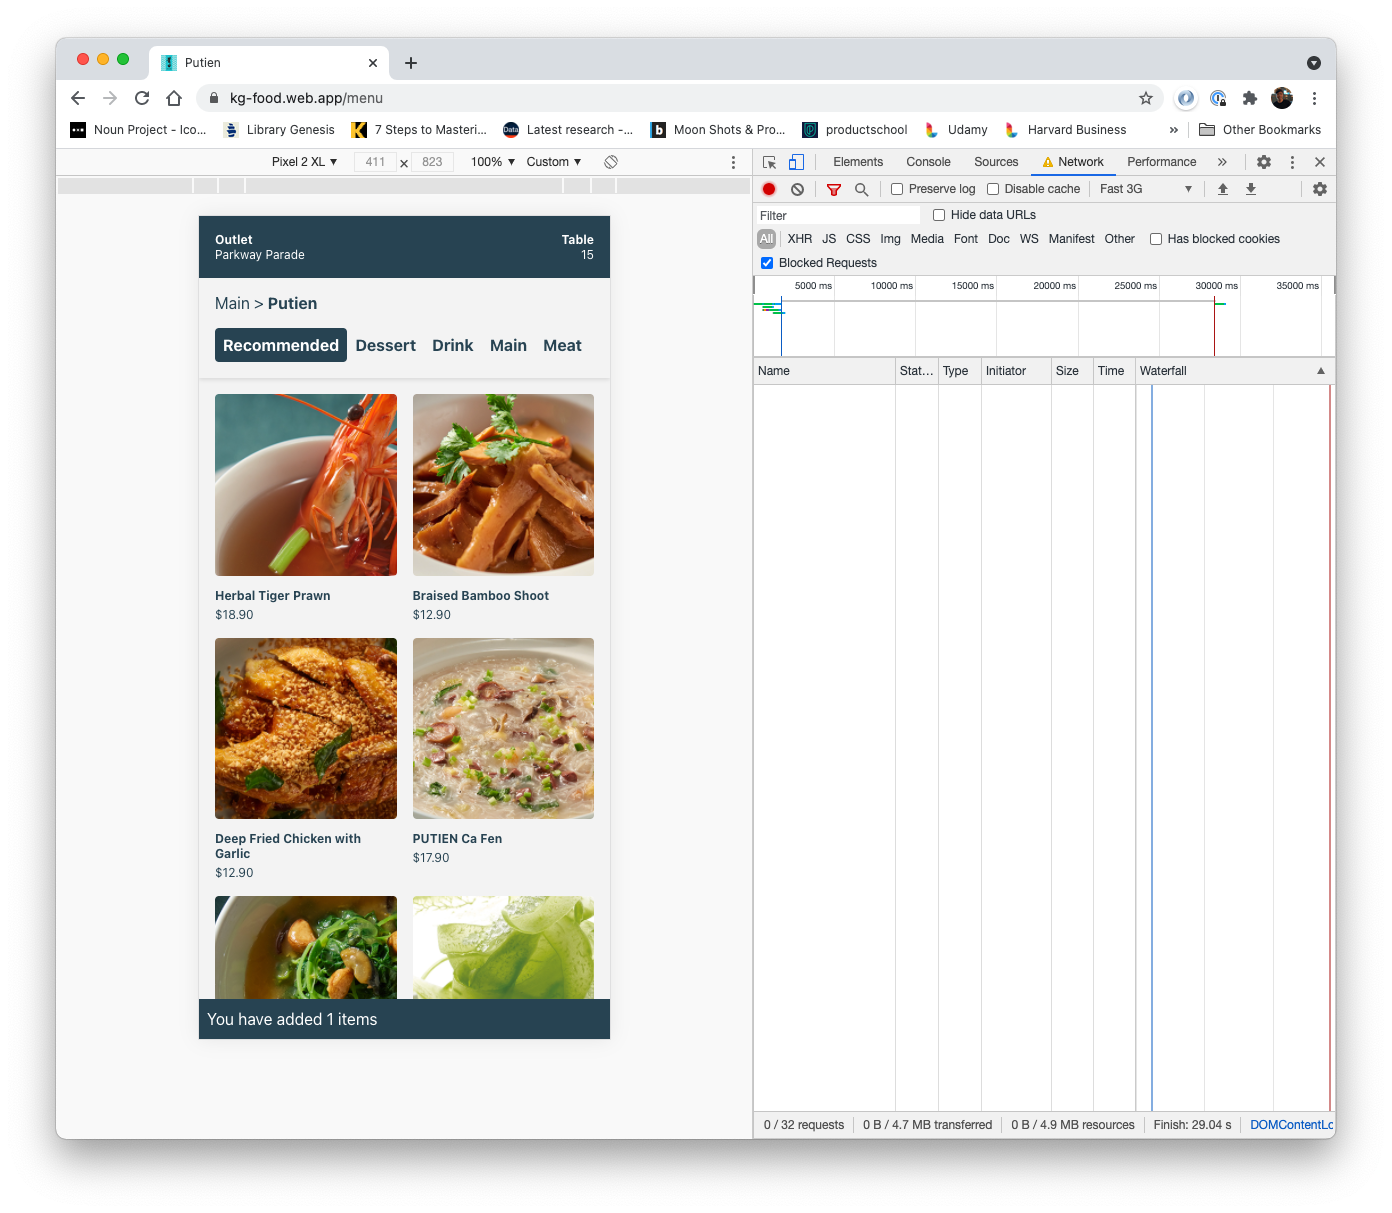 Putien
kg-food.web.app/menu
Noun Project - Ico...
Library Genesis
7 Steps to Masteri...
Data
Latest research -...
b
Moon Shots & Pro...
productschool
Udamy
Harvard Business
»
Other Bookmarks
Pixel 2 XL
411
×
823
100%
Custom
Elements
Console
Sources
Network
Performance
»
Preserve log
Disable cache
Fast 3G
Filter
Hide data URLs
All
XHR
JS
CSS
Img
Media
Font
Doc
WS
Manifest
Other
Has blocked cookies
Blocked Requests
5000 ms
10000 ms
15000 ms
20000 ms
25000 ms
30000 ms
35000 ms
Name
Stat...
Type
Initiator
Size
Time
Waterfall
Outlet
Table
Parkway Parade
15
Main > Putien
Recommended
Dessert
Drink
Main
Meat
Herbal Tiger Prawn
$18.90
Braised Bamboo Shoot
$12.90
Deep Fried Chicken with
Garlic
$12.90
PUTIEN Ca Fen
$17.90
You have added 1 items
0 / 32 requests
0 B / 4.7 MB transferred
0 B / 4.9 MB resources
Finish: 29.04 s
DOMContentLo